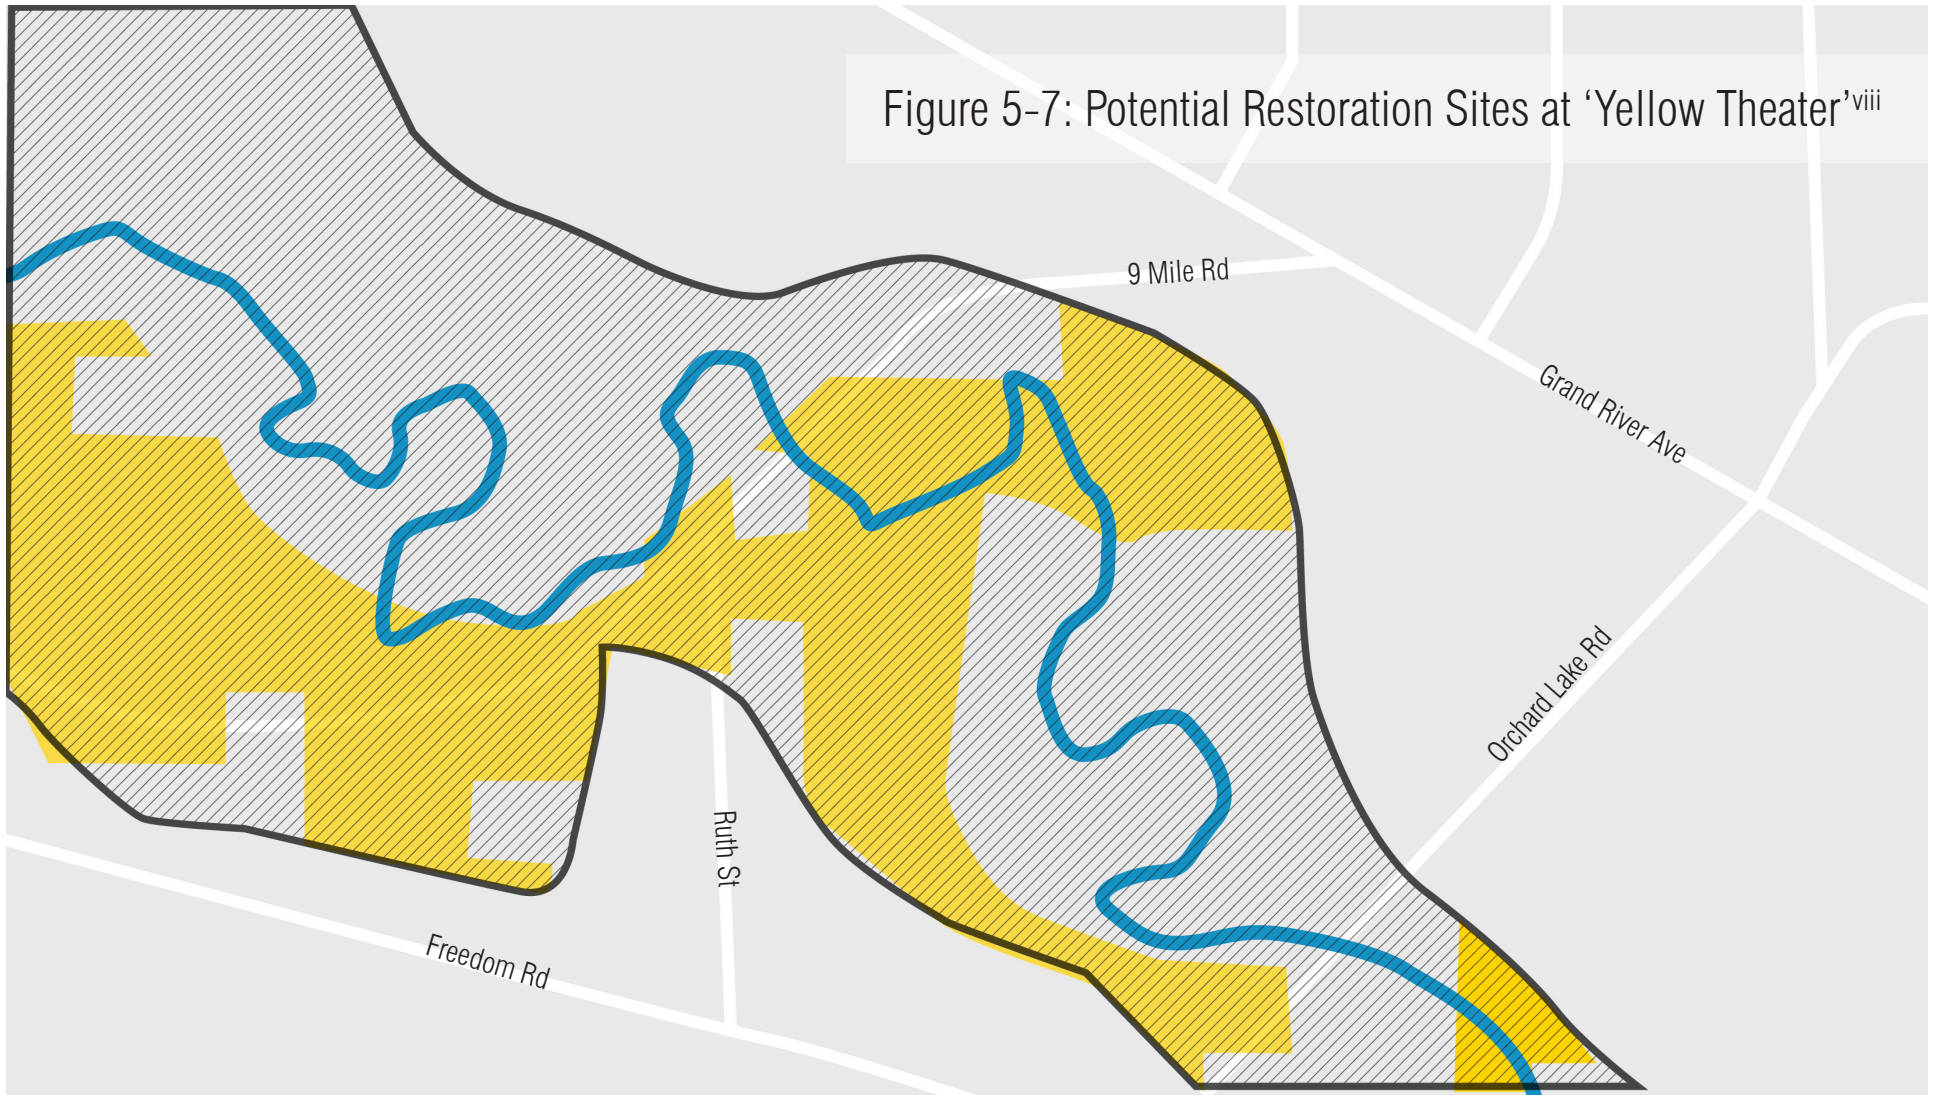 Figure 5-7: Potential Restoration Sites at ‘Yellow Theater’viii
9 Mile Rd
Grand River Ave
Orchard Lake Rd
Ruth St
Freedom Rd